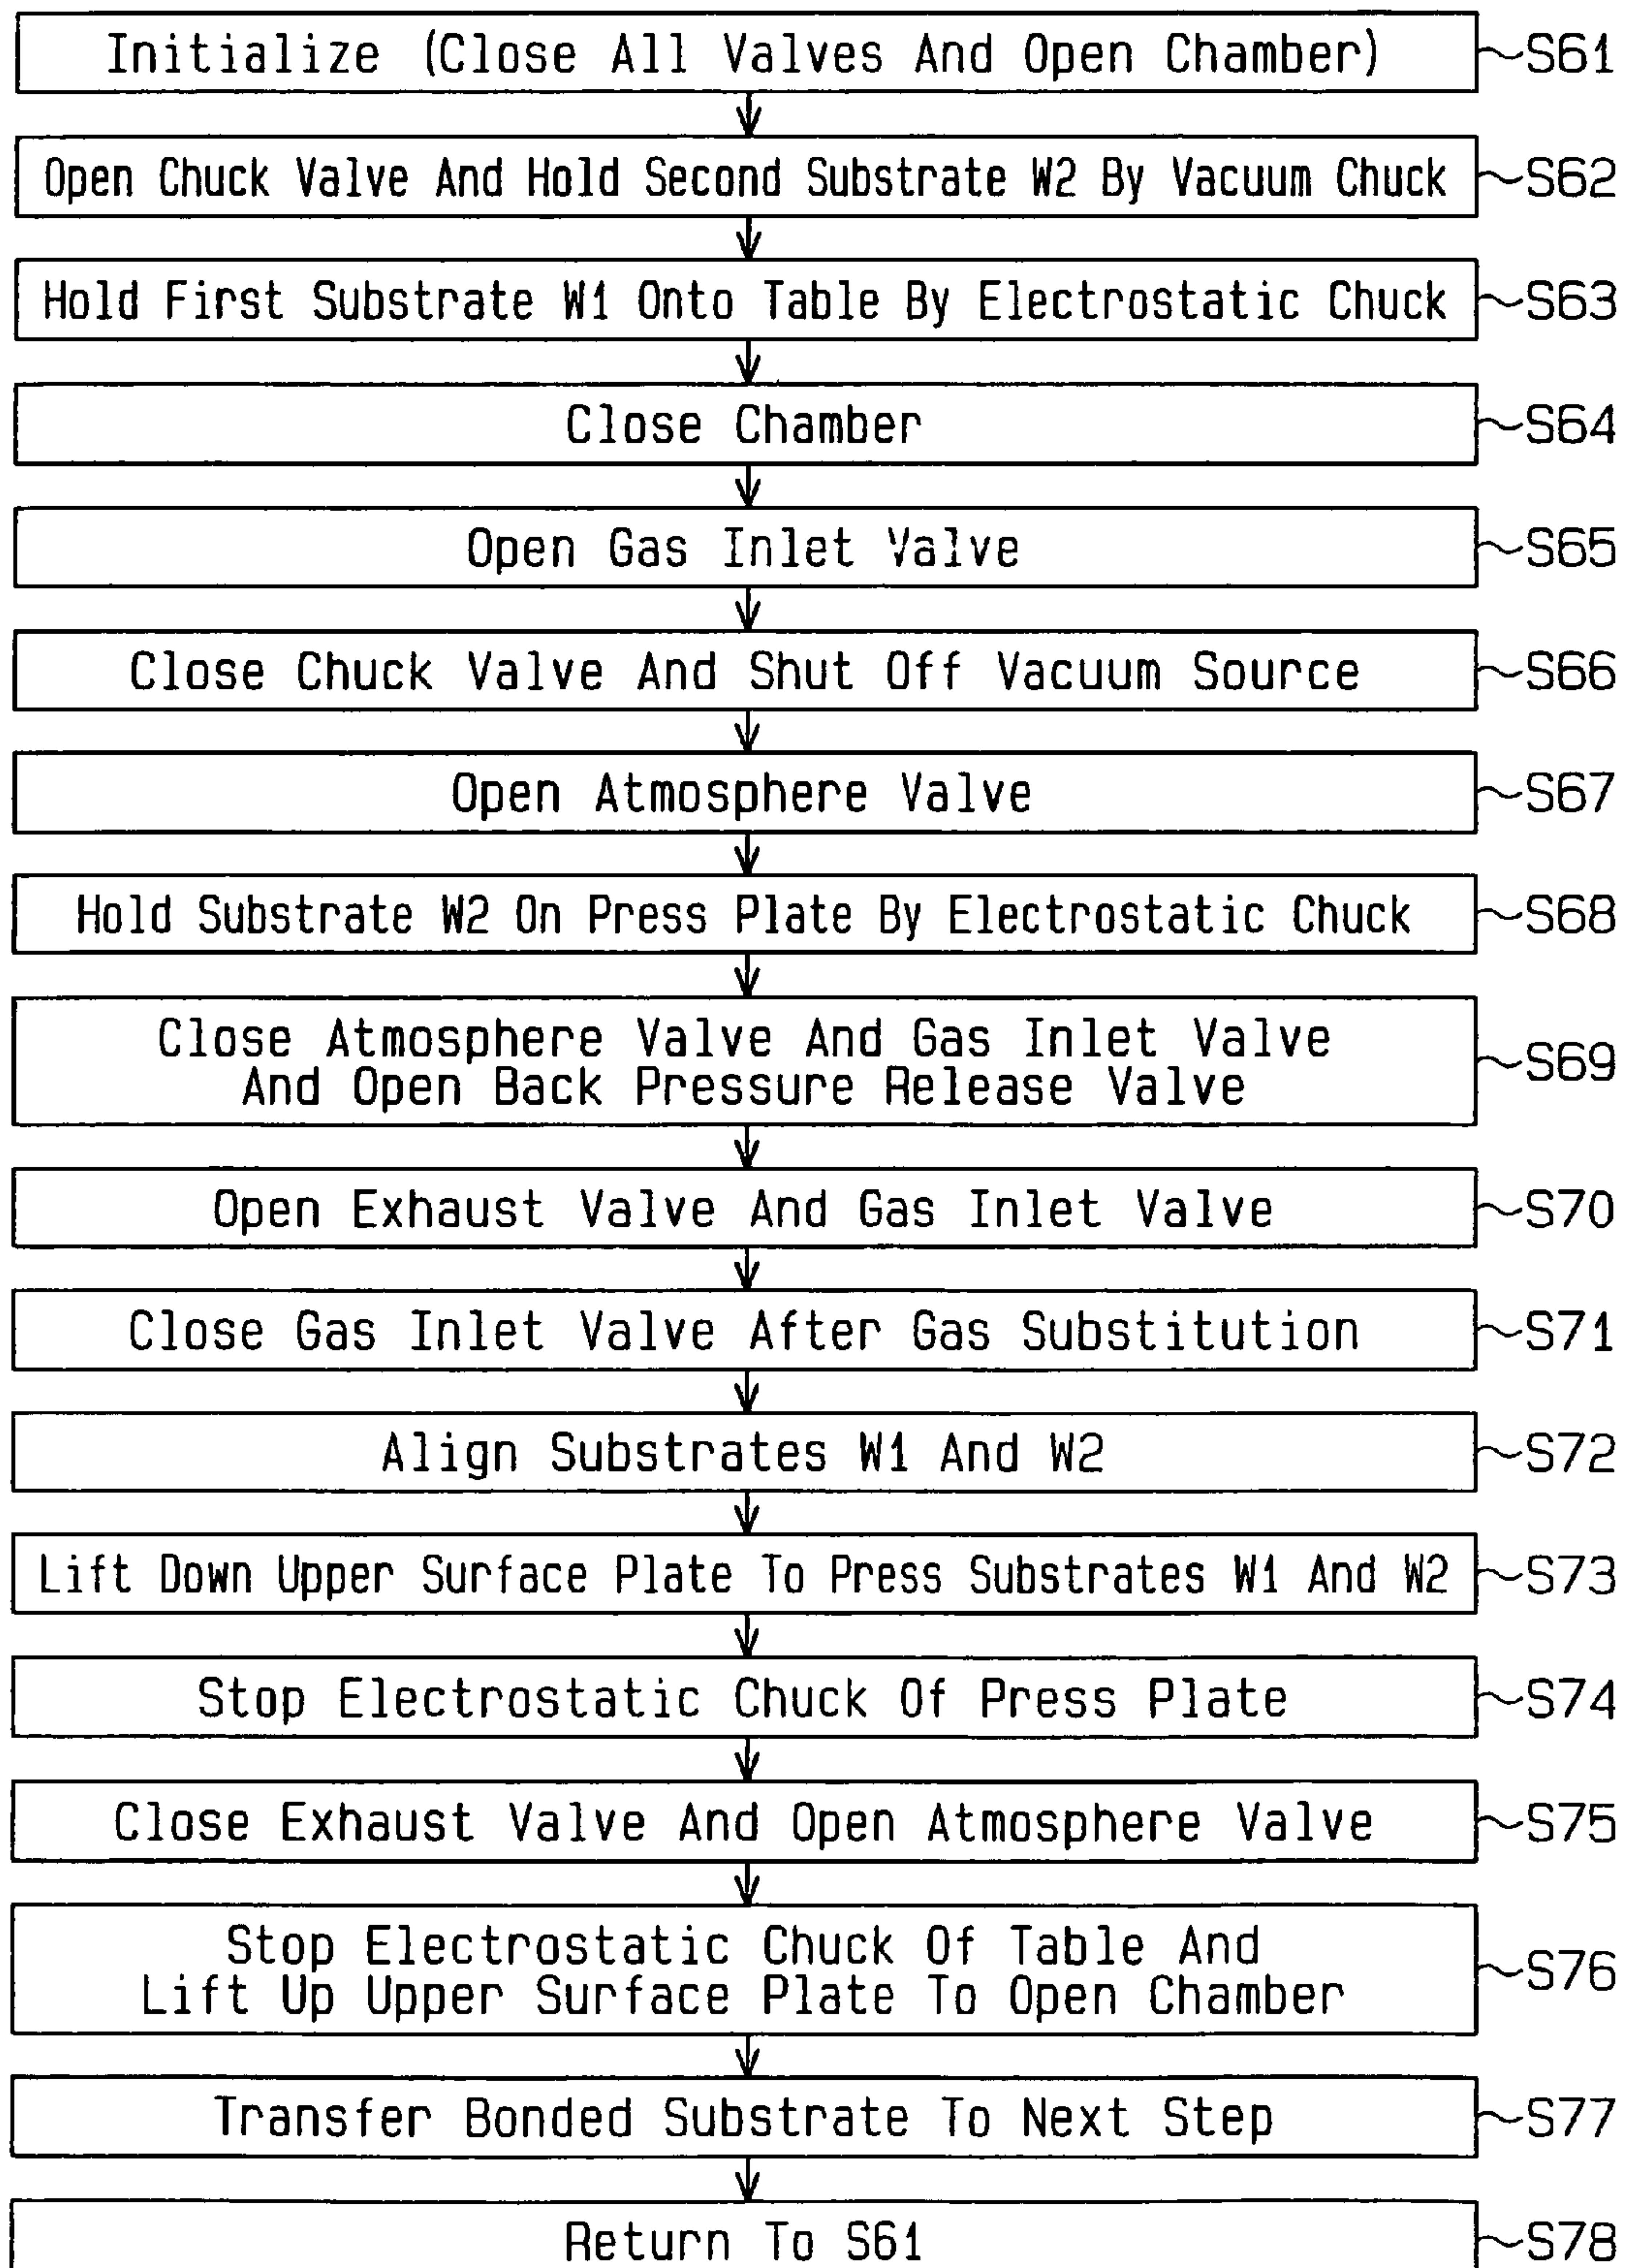 Initialize (Close All Valves And Open Chamber) S61
Open Chuck Valve And Hold Second Substrate W2 By Vacuum Chuck S62
Hold First Substrate W1 Onto Table By Electrostatic Chuck S63
Close Chamber S64
Open Gas Inlet Valve S65
Close Chuck Valve And Shut Off Vacuum Source S66
Open Atmosphere Valve S67
Hold Substrate W2 On Press Plate By Electrostatic Chuck S68
Close Atmosphere Valve And Gas Inlet Valve
And Open Back Pressure Release Valve S69
Open Exhaust Valve And Gas Inlet Valve S70
Close Gas Inlet Valve After Gas Substitution S71
Align Substrates W1 And W2 S72
Lift Down Upper Surface Plate To Press Substrates W1 And W2 S73
Stop Electrostatic Chuck Of Press Plate S74
Close Exhaust Valve And Open Atmosphere Valve S75
Stop Electrostatic Chuck Of Table And
Lift Up Upper Surface Plate To Open Chamber S76
Transfer Bonded Substrate To Next Step S77
Return To S61 S78